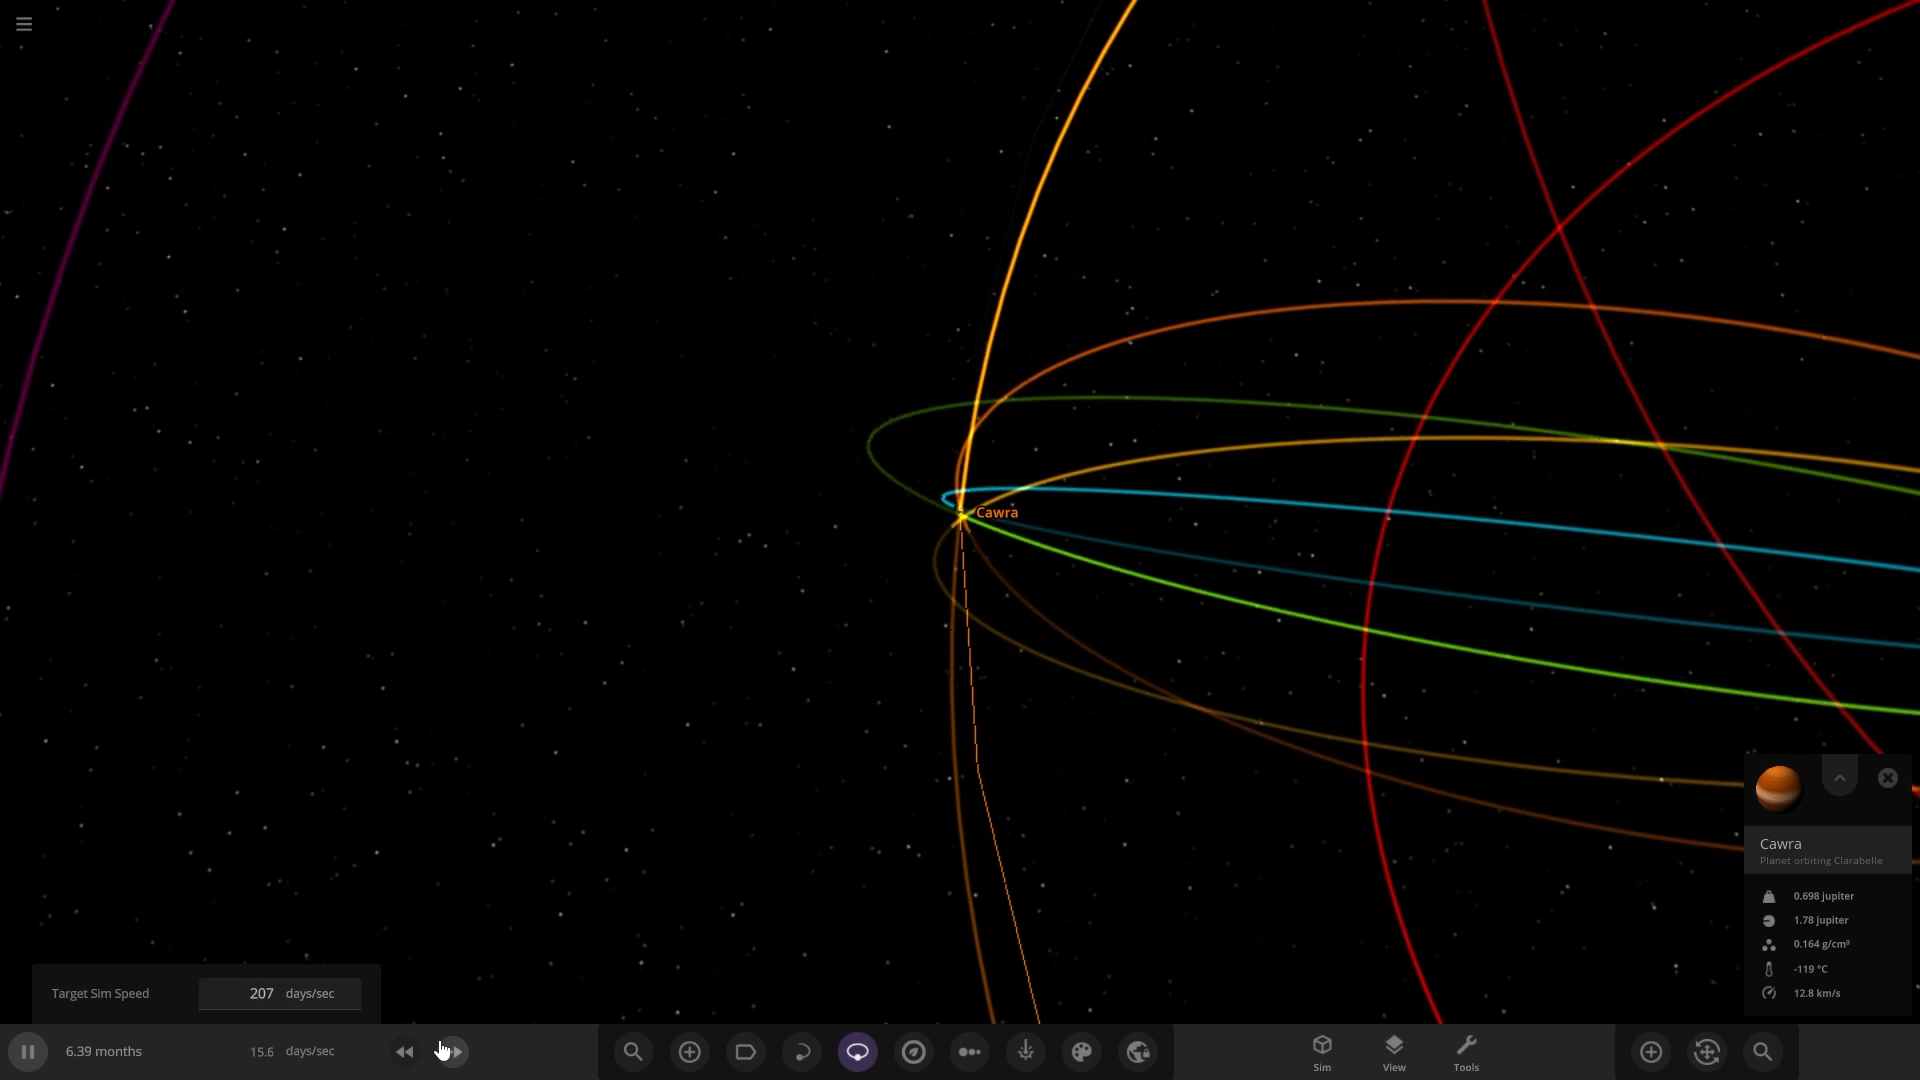 Cawra
Cawra
Planet orbiting Clarabelle
0.698 jupiter
1.78 jupiter
0.164 g/cm³
-119 °C
12.8 km/s
Target Sim Speed 207 days/sec
6.39 months 15.6 days/sec
Sim View Tools